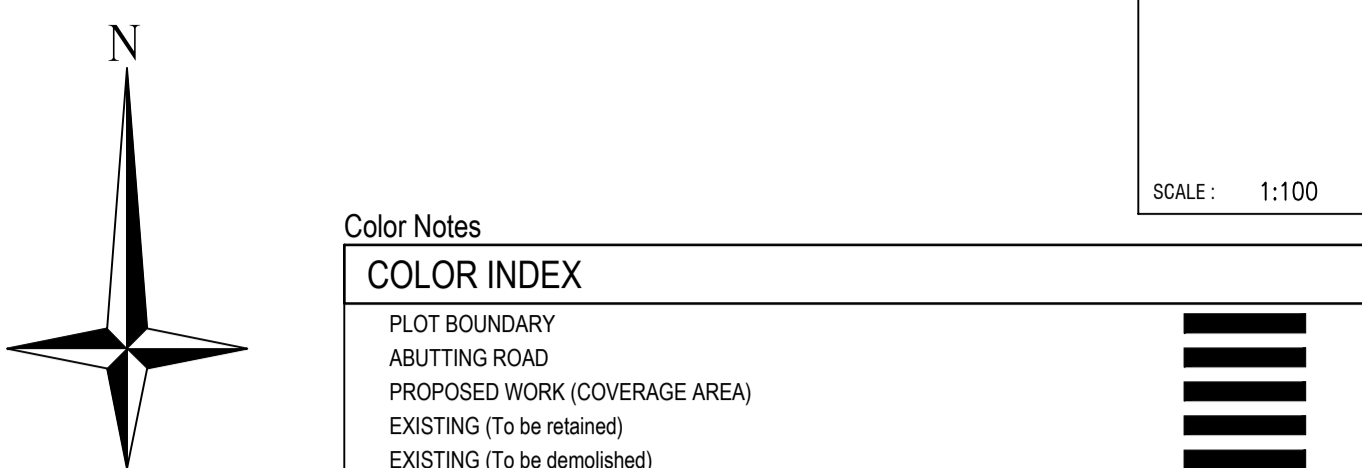 N
SCALE : 1:100
Color Notes
COLOR INDEX
PLOT BOUNDARY
ABUTTING ROAD
PROPOSED WORK (COVERAGE AREA)
EXISTING (To be retained)
EXISTING (To be demolished)